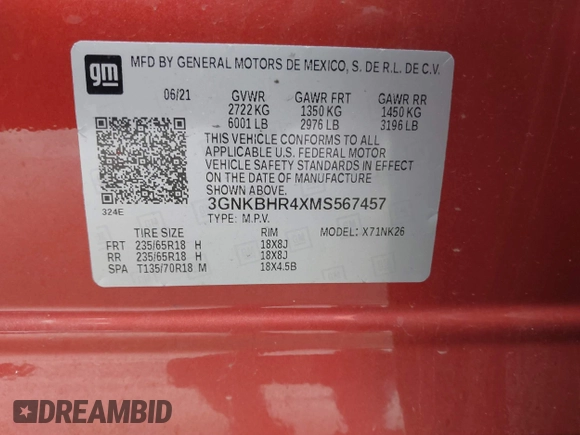 gm
MFD BY GENERAL MOTORS DE MEXICO, S. DE R.L. DE C.V.
06/21 GVWR GAWR FRT GAWR RR
2722 KG 1350 KG 1450 KG
6001 LB 2976 LB 3196 LB
THIS VEHICLE CONFORMS TO ALL
APPLICABLE U.S. FEDERAL MOTOR
VEHICLE SAFETY STANDARDS IN EFFECT
ON THE DATE OF MANUFACTURE
SHOWN ABOVE.
324E
3GNKBHR4XMS567457
TYPE: M.P.V.
TIRE SIZE RIM MODEL: X71NK26
FRT 235/65R18 H 18X8J
RR 235/65R18 H 18X8J
SPA T135/70R18 M 18X4.5B
DREAMBID